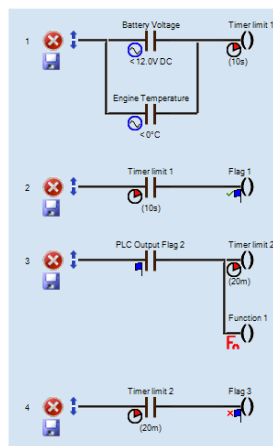 Battery Voltage Timer limit 1
1
<12.0V DC (10s)
Engine Temperature
<0°C
Timer limit 1 Flag 1
2
(10s)
PLC Output Flag 2 Timer limit 2
3
(20m)
Function 1
Fn
Timer limit 2 Flag 3
4
(20m)